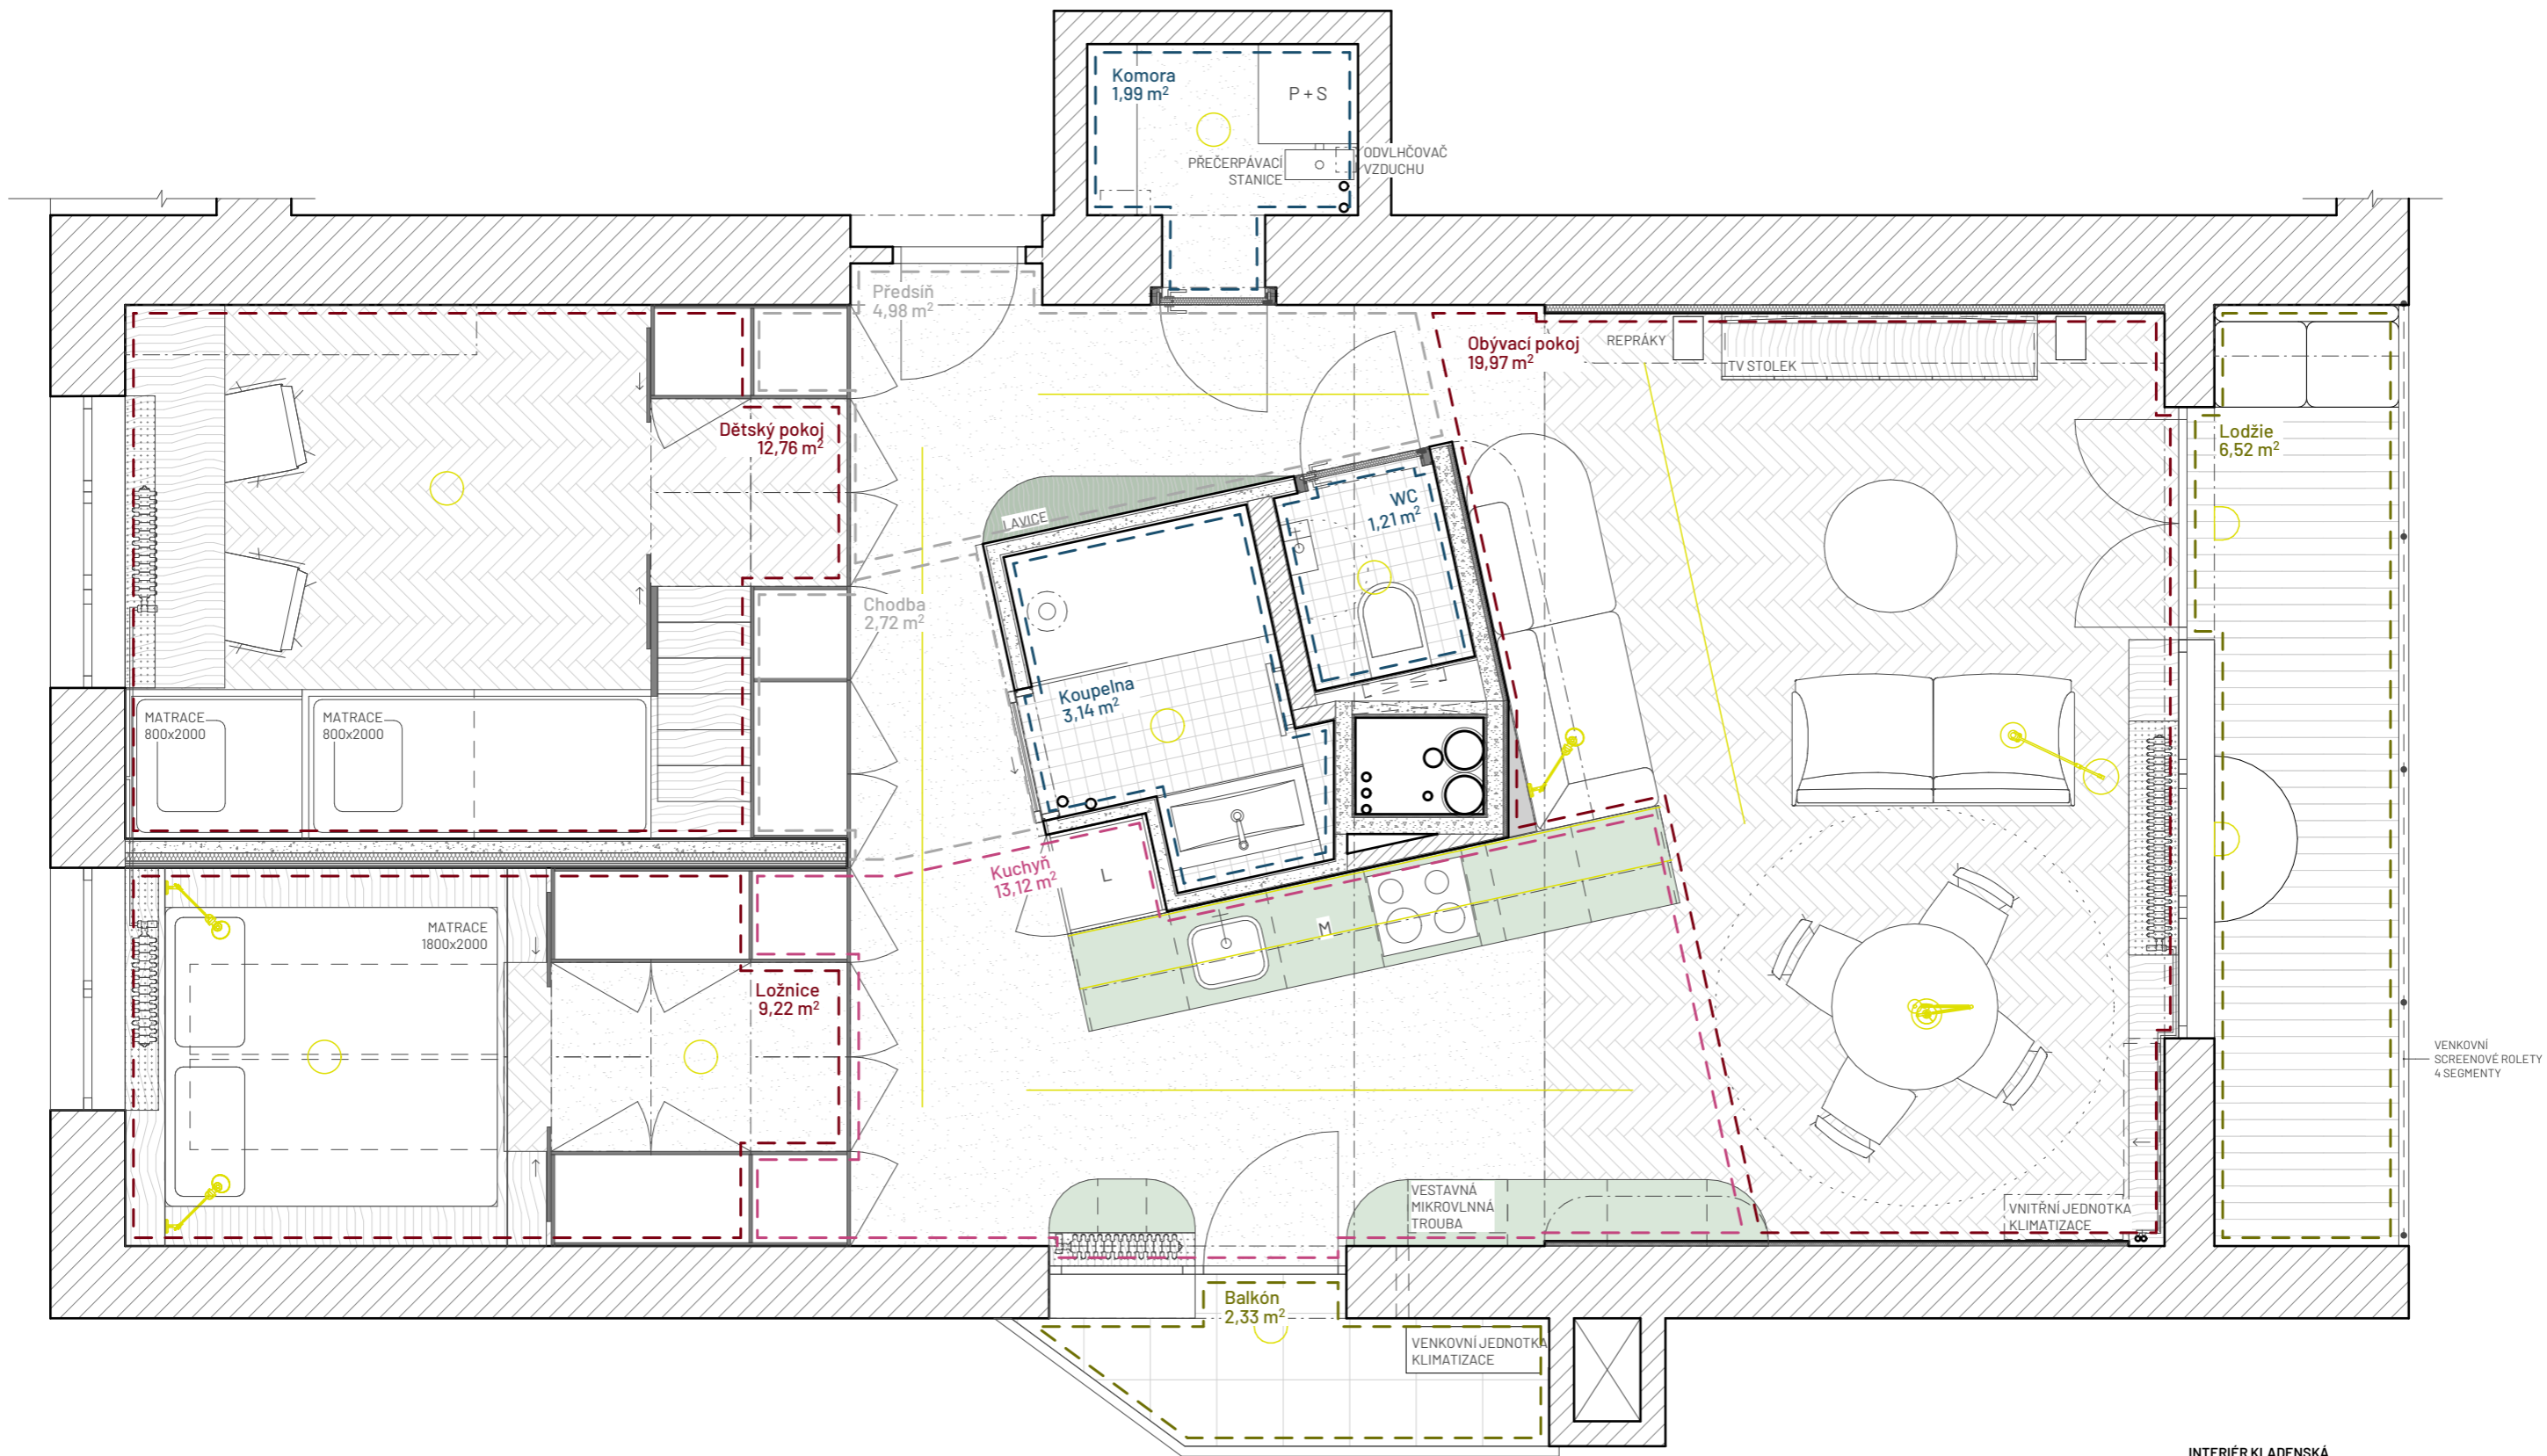 Komora
1,99 m²
P + S
PŘEČERPÁVACÍ
STANICE
ODVLHČOVAČ
VZDUCHU
Předsíň
4,98 m²
Obývací pokoj
19,97 m²
REPRÁKY
TV STOLEK
Dětský pokoj
12,76 m²
Lodžie
6,52 m²
LAVICE
WC
1,21 m²
Chodba
2,72 m²
Koupelna
3,14 m²
MATRACE
800x2000
MATRACE
800x2000
Kuchyň
13,12 m²
L
M
MATRACE
1800x2000
Ložnice
9,22 m²
VENKOVNÍ
SCREENOVÉ ROLETY
4 SEGMENTY
VESTAVNÁ
MIKROVLNNÁ
TROUBA
VNITŘNÍ JEDNOTKA
KLIMATIZACE
Balkón
2,33 m²
VENKOVNÍ JEDNOTKA
KLIMATIZACE
INTERIÉR KLADENSKÁ